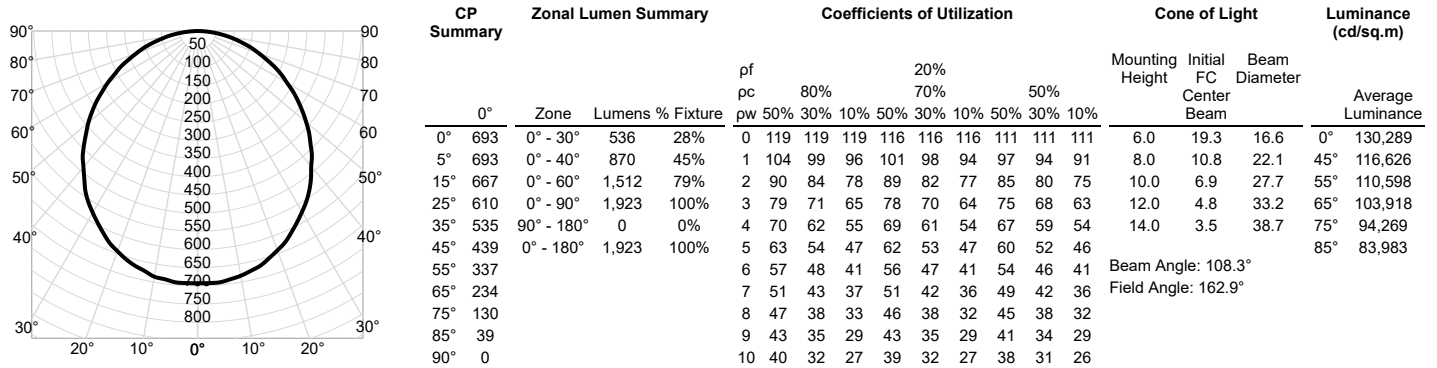 90° 90
80° 80
70° 70
60° 60
50° 50°
40° 40°
30° 30°
20° 10° 0° 10° 20°
50
100
150
200
250
300
350
400
450
500
550
600
650
700
750
800
CP Summary
0°
0° 693
5° 693
15° 667
25° 610
35° 535
45° 439
55° 337
65° 234
75° 130
85° 39
90° 0
Zonal Lumen Summary
Zone Lumens % Fixture
0° - 30° 536 28%
0° - 40° 870 45%
0° - 60° 1,512 79%
0° - 90° 1,923 100%
90° - 180° 0 0%
0° - 180° 1,923 100%
Coefficients of Utilization
ρf 20%
ρc 80% 70% 50%
ρw 50% 30% 10% 50% 30% 10% 50% 30% 10%
0 119 119 119 116 116 116 111 111 111
1 104 99 96 101 98 94 97 94 91
2 90 84 78 89 82 77 85 80 75
3 79 71 65 78 70 64 75 68 63
4 70 62 55 69 61 54 67 59 54
5 63 54 47 62 53 47 60 52 46
6 57 48 41 56 47 41 54 46 41
7 51 43 37 51 42 36 49 42 36
8 47 38 33 46 38 32 45 38 32
9 43 35 29 43 35 29 41 34 29
10 40 32 27 39 32 27 38 31 26
Cone of Light
Mounting Initial Beam
Height FC Diameter
Center
Beam
6.0 19.3 16.6
8.0 10.8 22.1
10.0 6.9 27.7
12.0 4.8 33.2
14.0 3.5 38.7
Beam Angle: 108.3°
Field Angle: 162.9°
Luminance
(cd/sq.m)
Average
Luminance
0° 130,289
45° 116,626
55° 110,598
65° 103,918
75° 94,269
85° 83,983